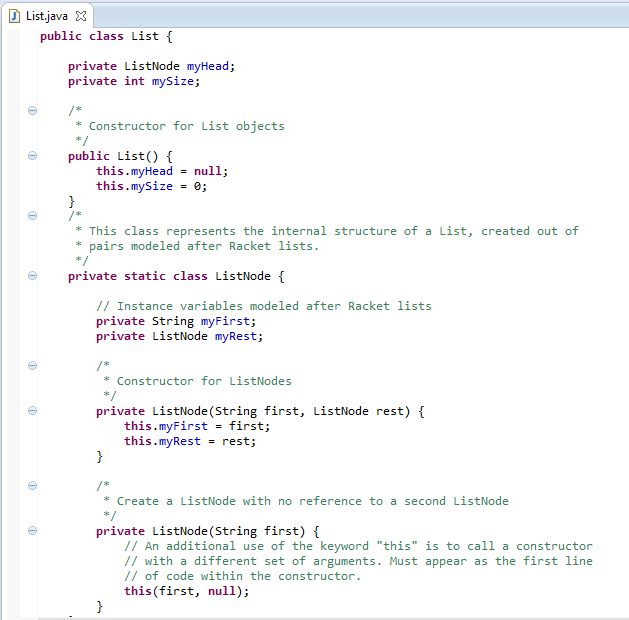 List.java
public class List {
private ListNode myHead;
private int mySize;
/*
* Constructor for List objects
*/
public List() {
this.myHead = null;
this.mySize = 0;
}
/*
* This class represents the internal structure of a List, created out of
* pairs modeled after Racket lists.
*/
private static class ListNode {
// Instance variables modeled after Racket lists
private String myFirst;
private ListNode myRest;
/*
* Constructor for ListNodes
*/
private ListNode(String first, ListNode rest) {
this.myFirst = first;
this.myRest = rest;
}
/*
* Create a ListNode with no reference to a second ListNode
*/
private ListNode(String first) {
// An additional use of the keyword "this" is to call a constructor
// with a different set of arguments. Must appear as the first line
// of code within the constructor.
this(first, null);
}